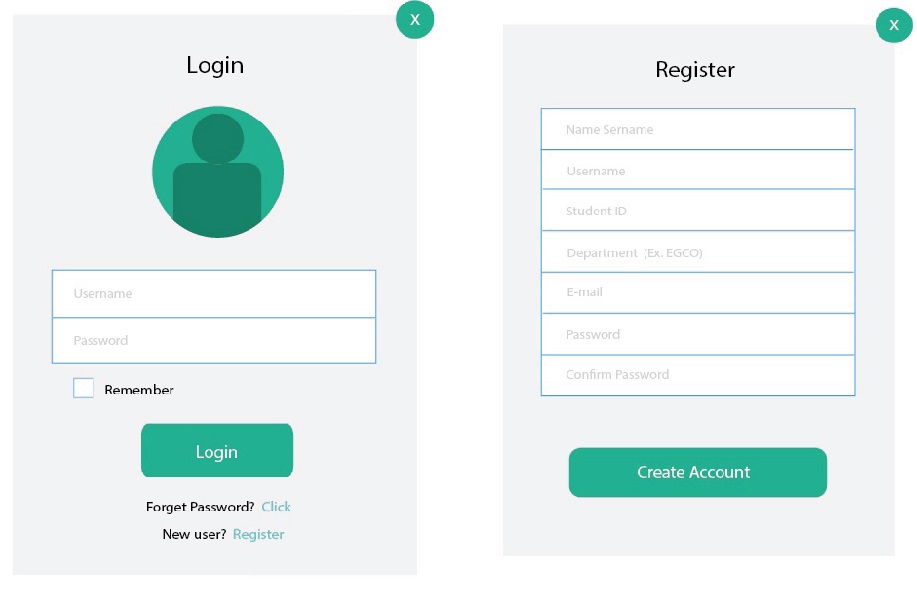 X
Login
Username
Password
Remember
Login
Forget Password? Click
New user? Register
X
Register
Name Sername
Username
Student ID
Department (Ex. EGCO)
E-mail
Password
Confirm Password
Create Account